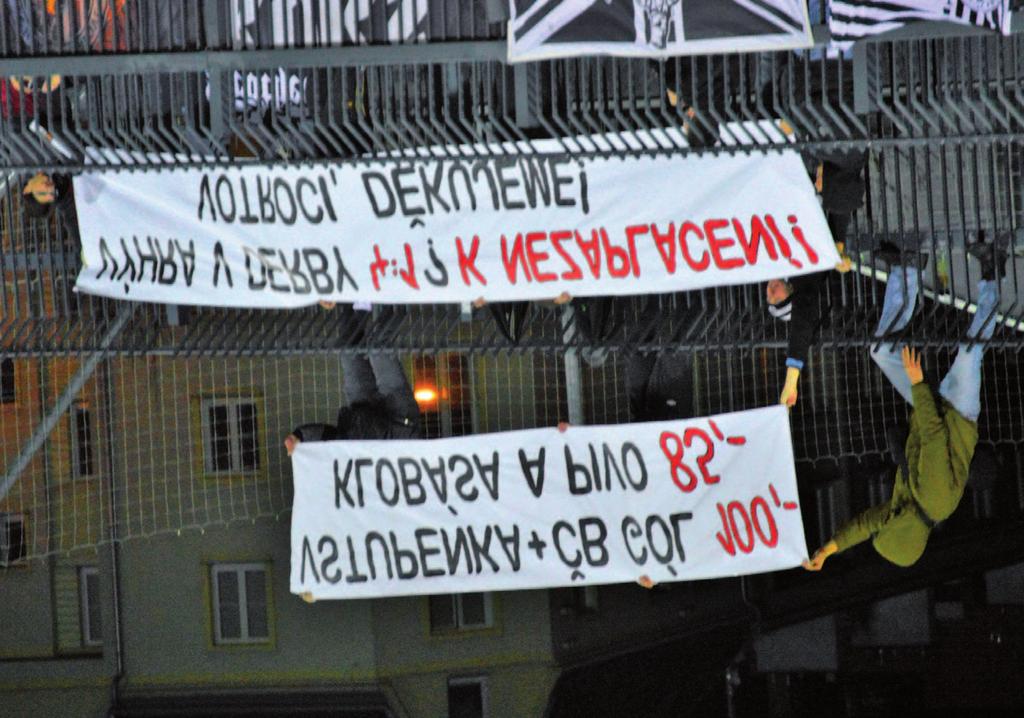 VSTUPENKA+ČB GÓL 100,-
KLOBÁSA A PIVO 85,-
VÝHRA V DERBY 4:1? K NEZAPLACENÍ!
VOTROCI, DĚKUJEME!